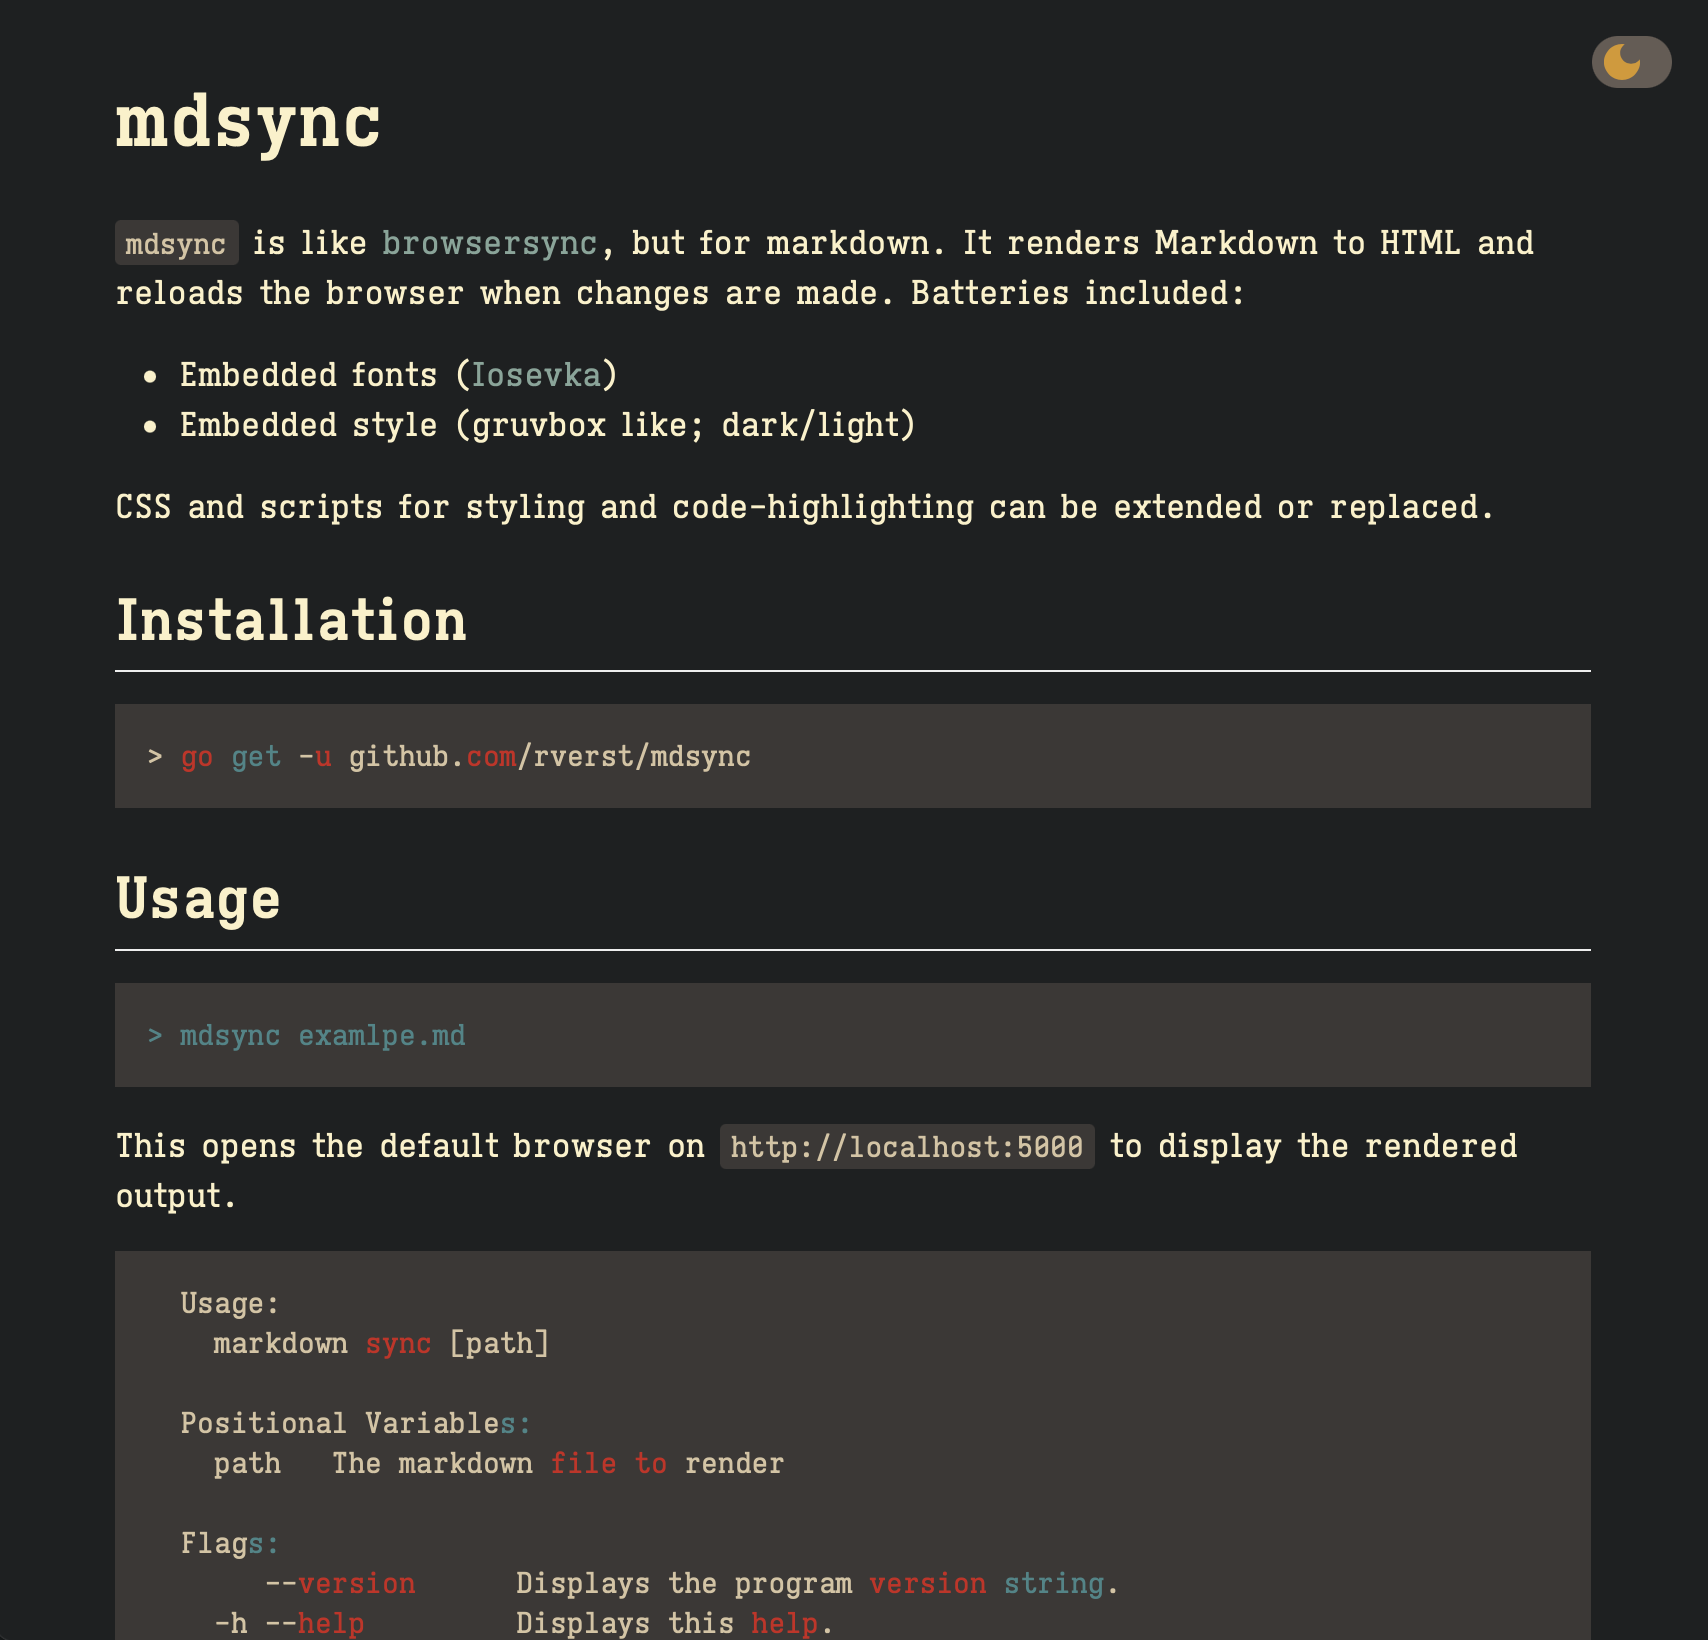 mdsync
mdsync is like browsersync, but for markdown. It renders Markdown to HTML and
reloads the browser when changes are made. Batteries included:
• Embedded fonts (Iosevka)
• Embedded style (gruvbox like; dark/light)
CSS and scripts for styling and code-highlighting can be extended or replaced.
Installation
> go get -u github.com/rverst/mdsync
Usage
> mdsync examlpe.md
This opens the default browser on http://localhost:5000 to display the rendered
output.
Usage:
markdown sync [path]
Positional Variables:
path   The markdown file to render
Flags:
--version      Displays the program version string.
-h --help         Displays this help.